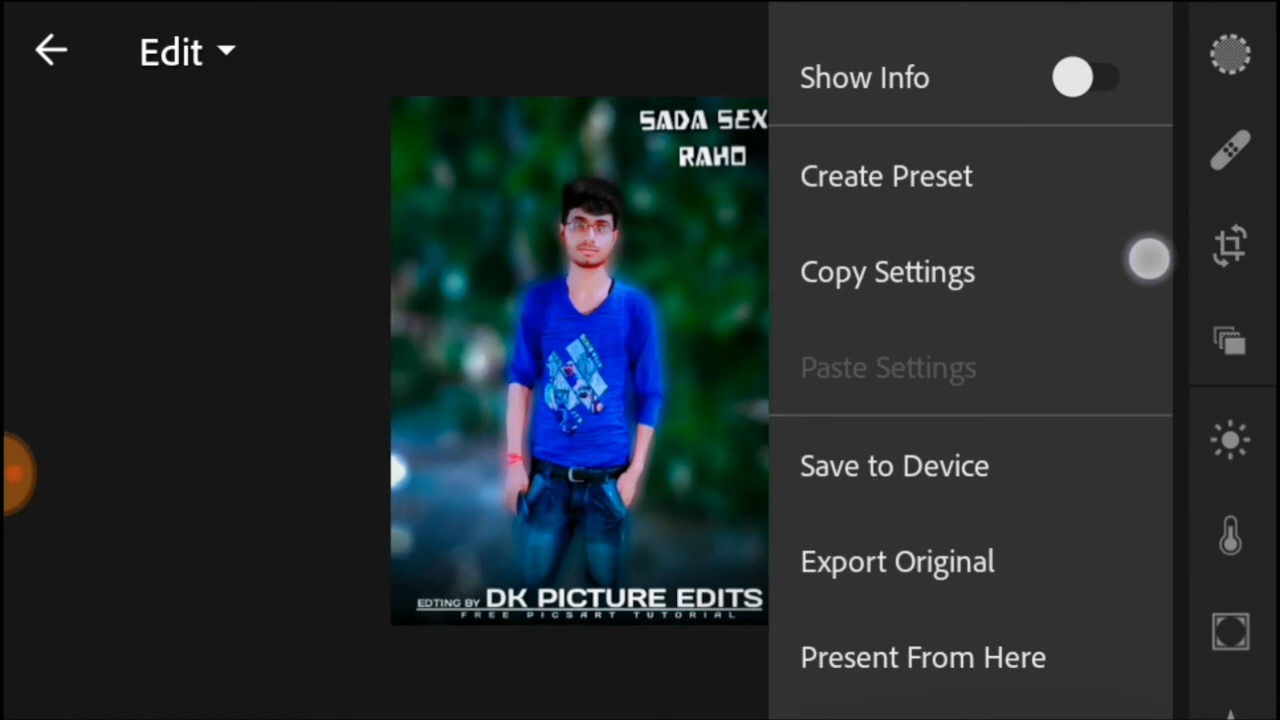 Edit
SADA SEX
RAHO
EDTING BY DK PICTURE EDITS
FREE PICSART TUTORIAL
Show Info
Create Preset
Copy Settings
Paste Settings
Save to Device
Export Original
Present From Here